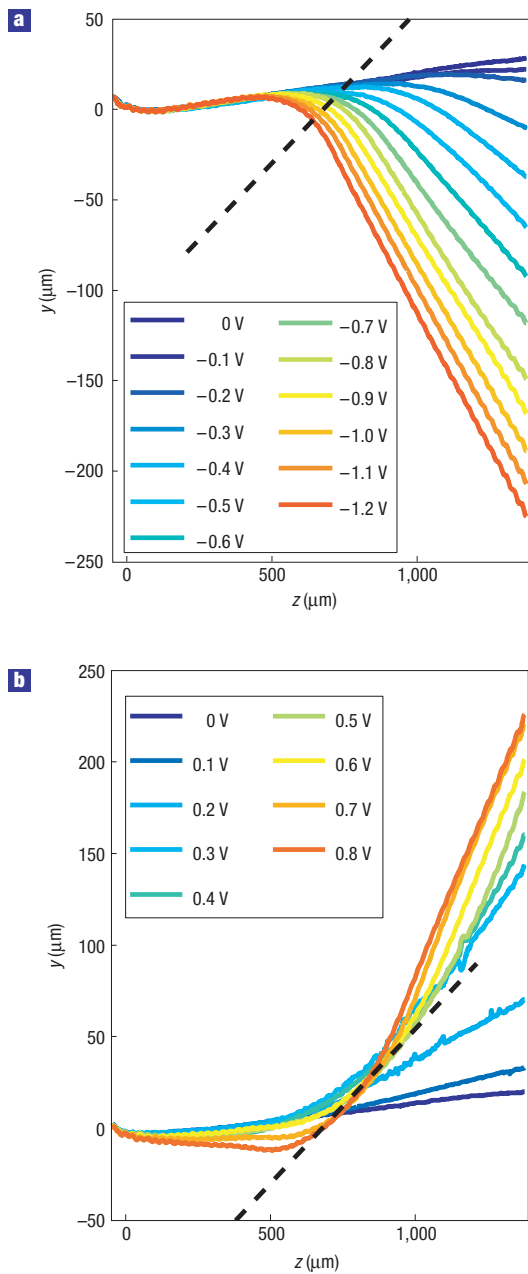 a
50
0
−50
−100
−150
−200
−250
y (μm)
0 V
−0.1 V
−0.2 V
−0.3 V
−0.4 V
−0.5 V
−0.6 V
−0.7 V
−0.8 V
−0.9 V
−1.0 V
−1.1 V
−1.2 V
0
500
1,000
z (μm)
b
250
200
150
100
50
0
−50
y (μm)
0 V
0.1 V
0.2 V
0.3 V
0.4 V
0.5 V
0.6 V
0.7 V
0.8 V
0
500
1,000
z (μm)